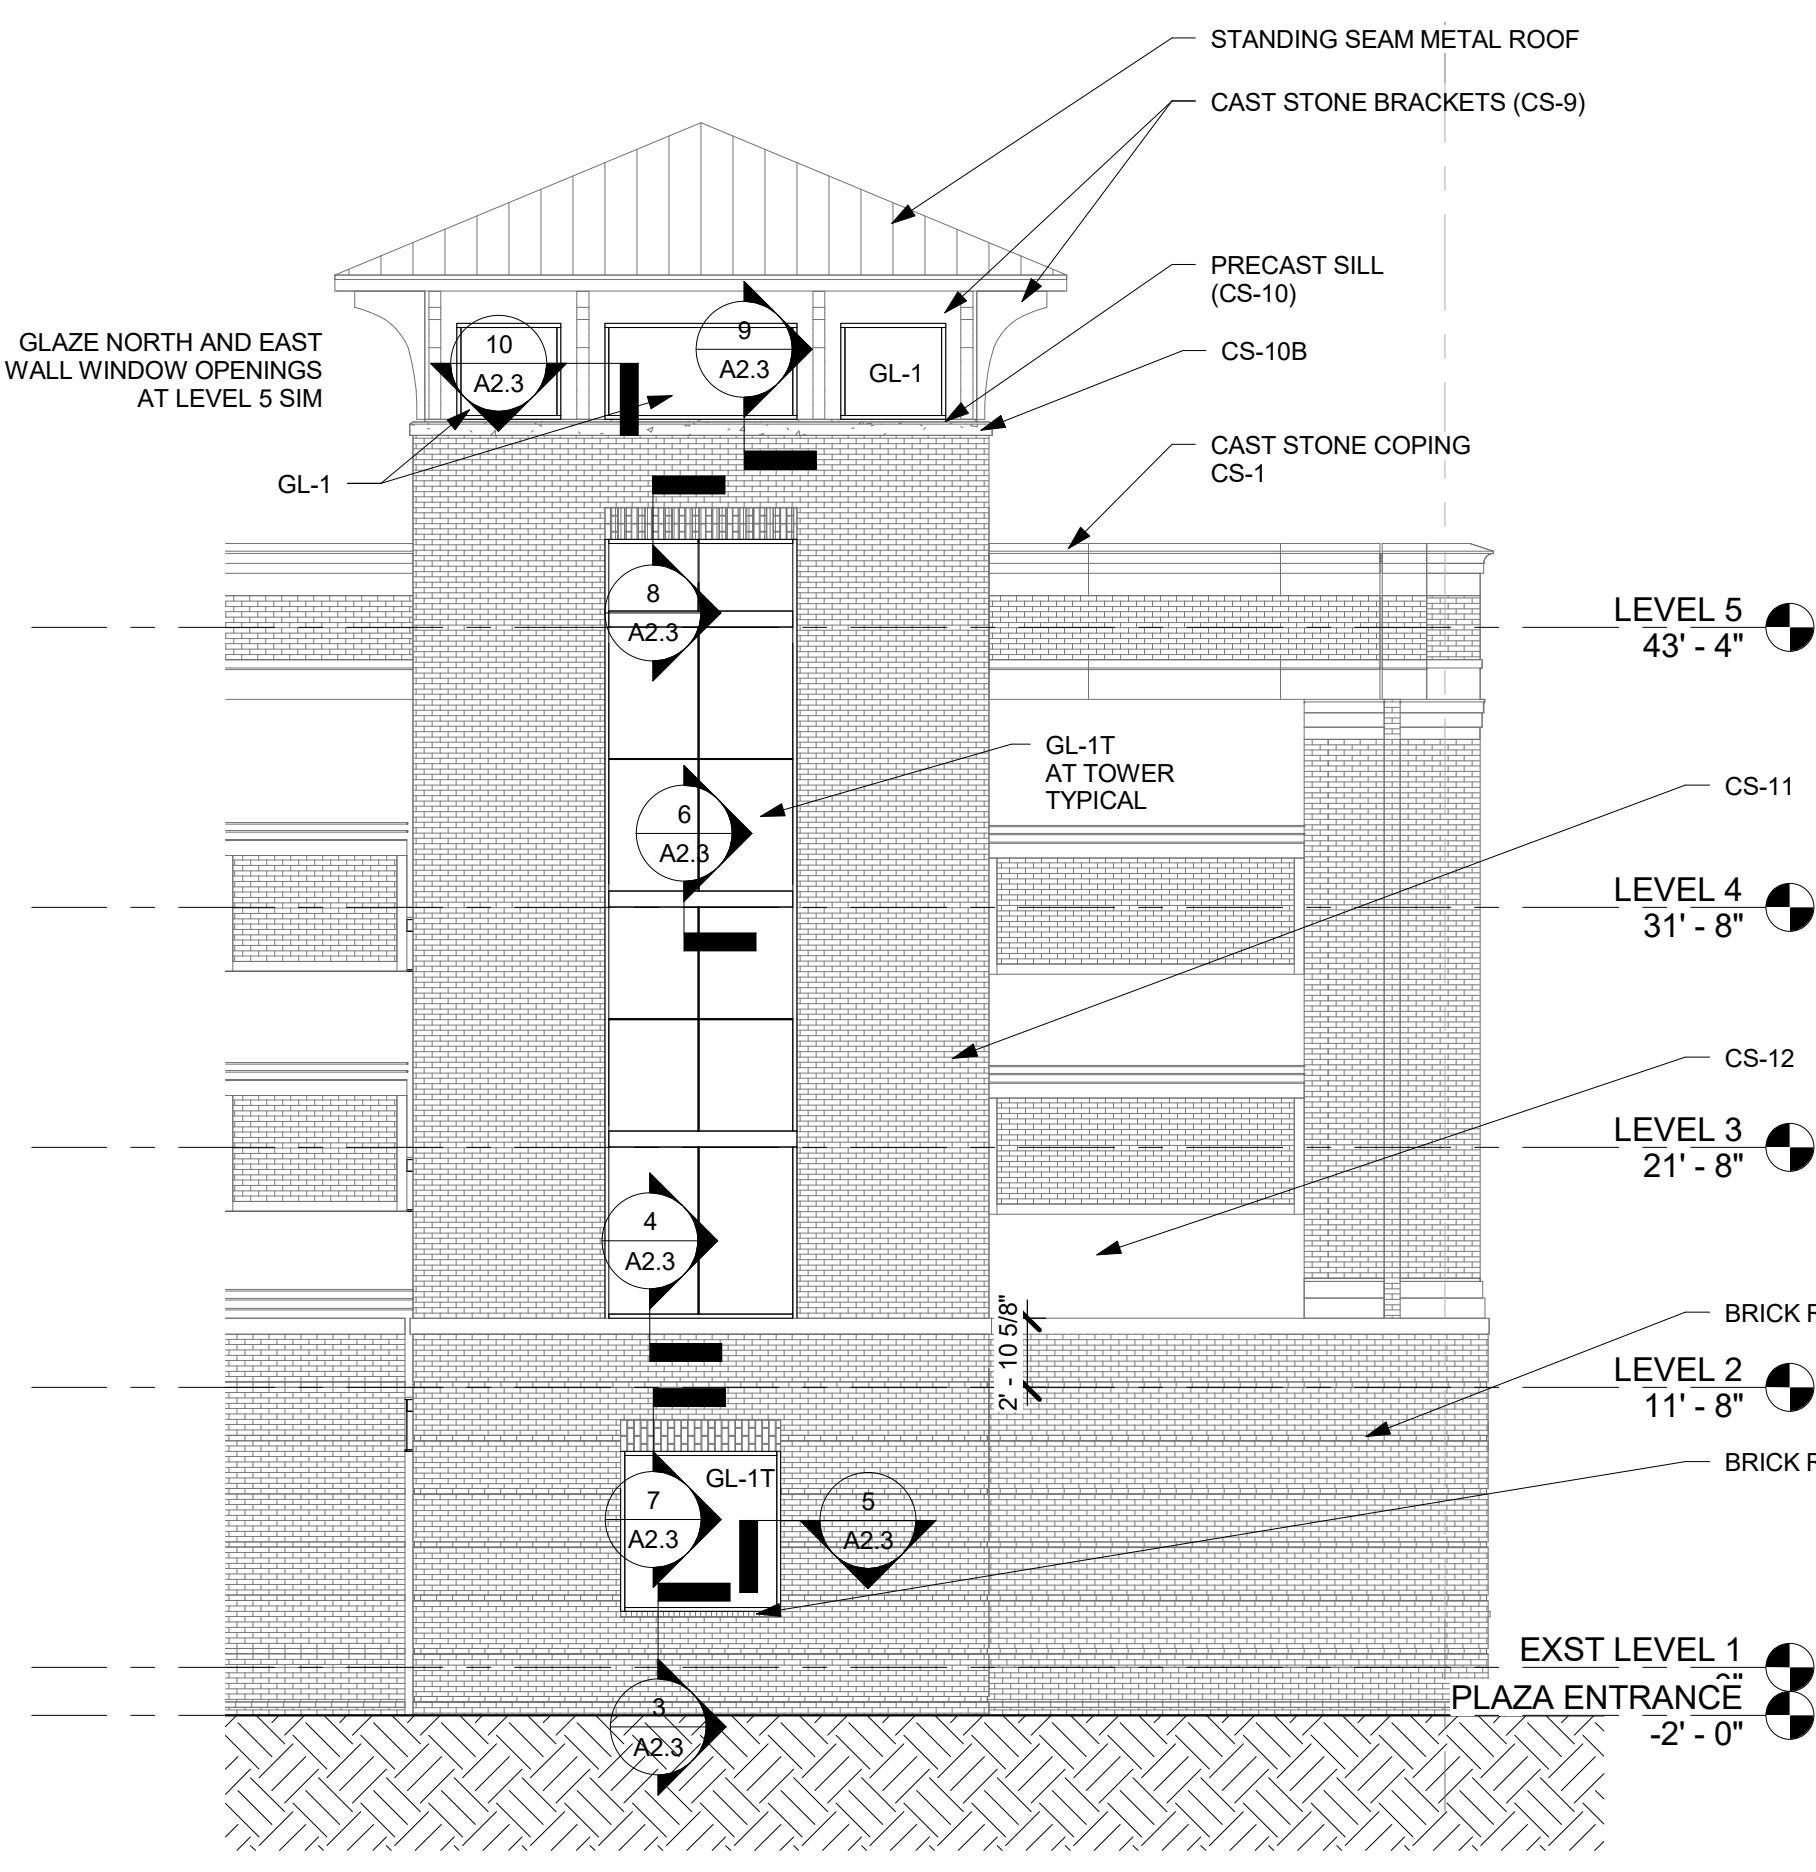 STANDING SEAM METAL ROOF
CAST STONE BRACKETS (CS-9)
PRECAST SILL
(CS-10)
GLAZE NORTH AND EAST
WALL WINDOW OPENINGS
AT LEVEL 5 SIM
10
A2.3
9
A2.3
GL-1
CS-10B
GL-1
CAST STONE COPING
CS-1
8
A2.3
LEVEL 5
43' - 4"
GL-1T
AT TOWER
TYPICAL
6
A2.3
CS-11
LEVEL 4
31' - 8"
CS-12
LEVEL 3
21' - 8"
4
A2.3
2' - 10 5/8"
BRICK R
LEVEL 2
11' - 8"
BRICK R
GL-1T
7
A2.3
5
A2.3
EXST LEVEL 1
PLAZA ENTRANCE
-2' - 0"
3
A2.3